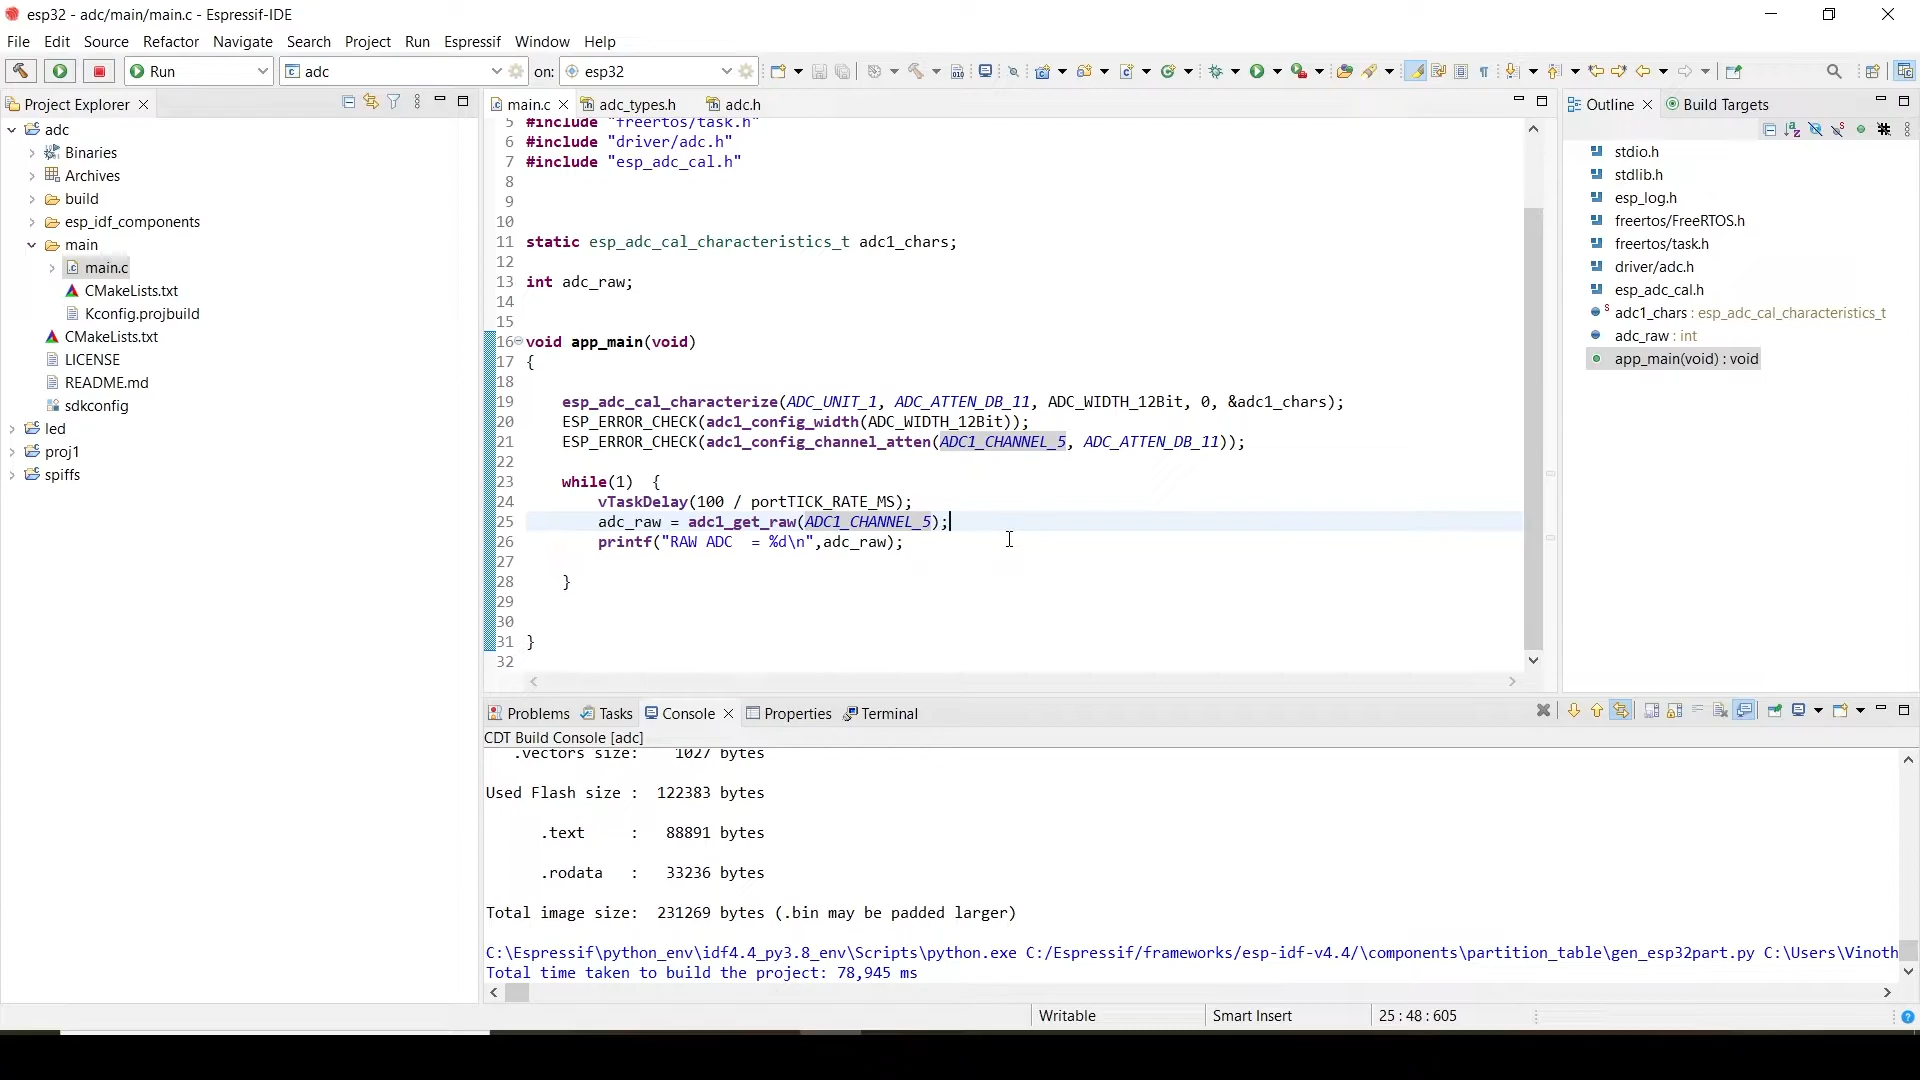 esp32 - adc/main/main.c - Espressif-IDE
File Edit Source Refactor Navigate Search Project Run Espressif Window Help
Run adc on: esp32
Project Explorer
adc
Binaries
Archives
build
esp_idf_components
main
main.c
CMakeLists.txt
Kconfig.projbuild
CMakeLists.txt
LICENSE
README.md
sdkconfig
led
proj1
spiffs
main.c adc_types.h adc.h
5 #include "freertos/task.h"
6 #include "driver/adc.h"
7 #include "esp_adc_cal.h"
8
9
10
11 static esp_adc_cal_characteristics_t adc1_chars;
12
13 int adc_raw;
14
15
16 void app_main(void)
17 {
18
19 esp_adc_cal_characterize(ADC_UNIT_1, ADC_ATTEN_DB_11, ADC_WIDTH_12Bit, 0, &adc1_chars);
20 ESP_ERROR_CHECK(adc1_config_width(ADC_WIDTH_12Bit));
21 ESP_ERROR_CHECK(adc1_config_channel_atten(ADC1_CHANNEL_5, ADC_ATTEN_DB_11));
22
23 while(1)  {
24 vTaskDelay(100 / portTICK_RATE_MS);
25 adc_raw = adc1_get_raw(ADC1_CHANNEL_5);
26 printf("RAW ADC  = %d\n",adc_raw);
27
28 }
29
30
31 }
32
Outline Build Targets
stdio.h
stdlib.h
esp_log.h
freertos/FreeRTOS.h
freertos/task.h
driver/adc.h
esp_adc_cal.h
adc1_chars : esp_adc_cal_characteristics_t
adc_raw : int
app_main(void) : void
Problems Tasks Console Properties Terminal
CDT Build Console [adc]
.vectors size: 1027 bytes
Used Flash size : 122383 bytes
.text : 88891 bytes
.rodata : 33236 bytes
Total image size: 231269 bytes (.bin may be padded larger)
C:\Espressif\python_env\idf4.4_py3.8_env\Scripts\python.exe C:/Espressif/frameworks/esp-idf-v4.4/\components\partition_table\gen_esp32part.py C:\Users\Vinoth
Total time taken to build the project: 78,945 ms
Writable Smart Insert 25 : 48 : 605